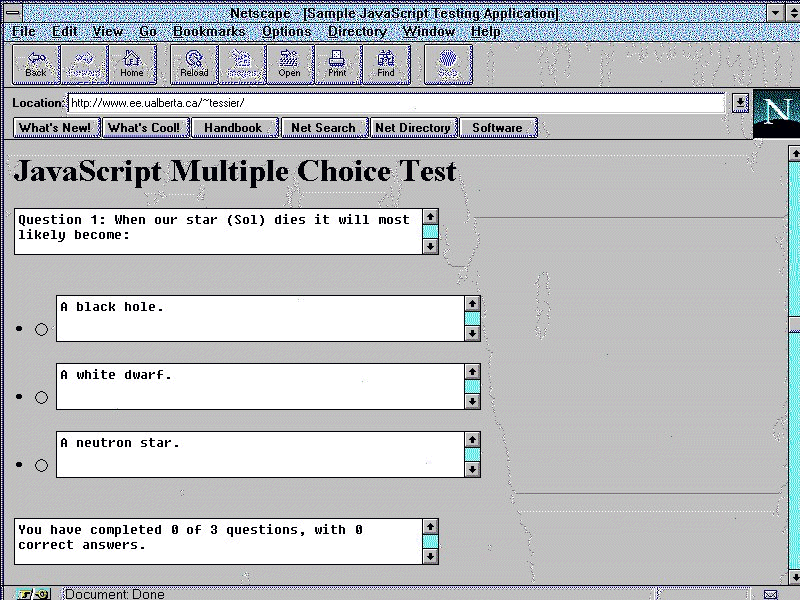 Netscape - [Sample JavaScript Testing Application]
File Edit View Go Bookmarks Options Directory Window Help
Back Forward Home Reload Images Open Print Find Stop
Location: http://www.ee.ualberta.ca/~tessier/
N
What's New! What's Cool! Handbook Net Search Net Directory Software
JavaScript Multiple Choice Test
Question 1: When our star (Sol) dies it will most
likely become:
A black hole.
A white dwarf.
A neutron star.
You have completed 0 of 3 questions, with 0
correct answers.
Document: Done